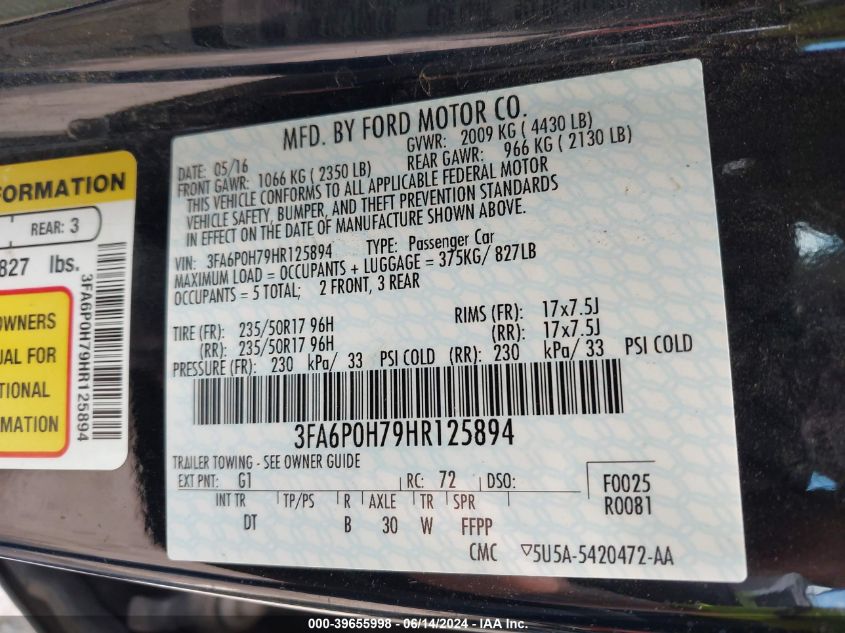 FORMATION
REAR: 3
827 lbs.
OWNERS
UAL FOR
TIONAL
MATION
3FA6P0H79HR125894
MFD. BY FORD MOTOR CO.
DATE: 05/16 GVWR: 2009 KG ( 4430 LB)
FRONT GAWR: 1066 KG ( 2350 LB) REAR GAWR: 966 KG ( 2130 LB)
THIS VEHICLE CONFORMS TO ALL APPLICABLE FEDERAL MOTOR
VEHICLE SAFETY, BUMPER, AND THEFT PREVENTION STANDARDS
IN EFFECT ON THE DATE OF MANUFACTURE SHOWN ABOVE.
VIN: 3FA6P0H79HR125894 TYPE: Passenger Car
MAXIMUM LOAD = OCCUPANTS + LUGGAGE = 375KG/ 827LB
OCCUPANTS = 5 TOTAL; 2 FRONT, 3 REAR
TIRE (FR): 235/50R17 96H RIMS (FR): 17x7.5J
(RR): 235/50R17 96H (RR): 17x7.5J
PRESSURE (FR): 230 kPa/ 33 PSI COLD (RR): 230 kPa/ 33 PSI COLD
3FA6P0H79HR125894
TRAILER TOWING - SEE OWNER GUIDE
EXT PNT: G1 RC: 72 DSO: F0025
INT TR TP/PS R AXLE TR SPR R0081
DT B 30 W FFPP
CMC ▽5U5A-5420472-AA
000-39655998 - 06/14/2024 - IAA Inc.